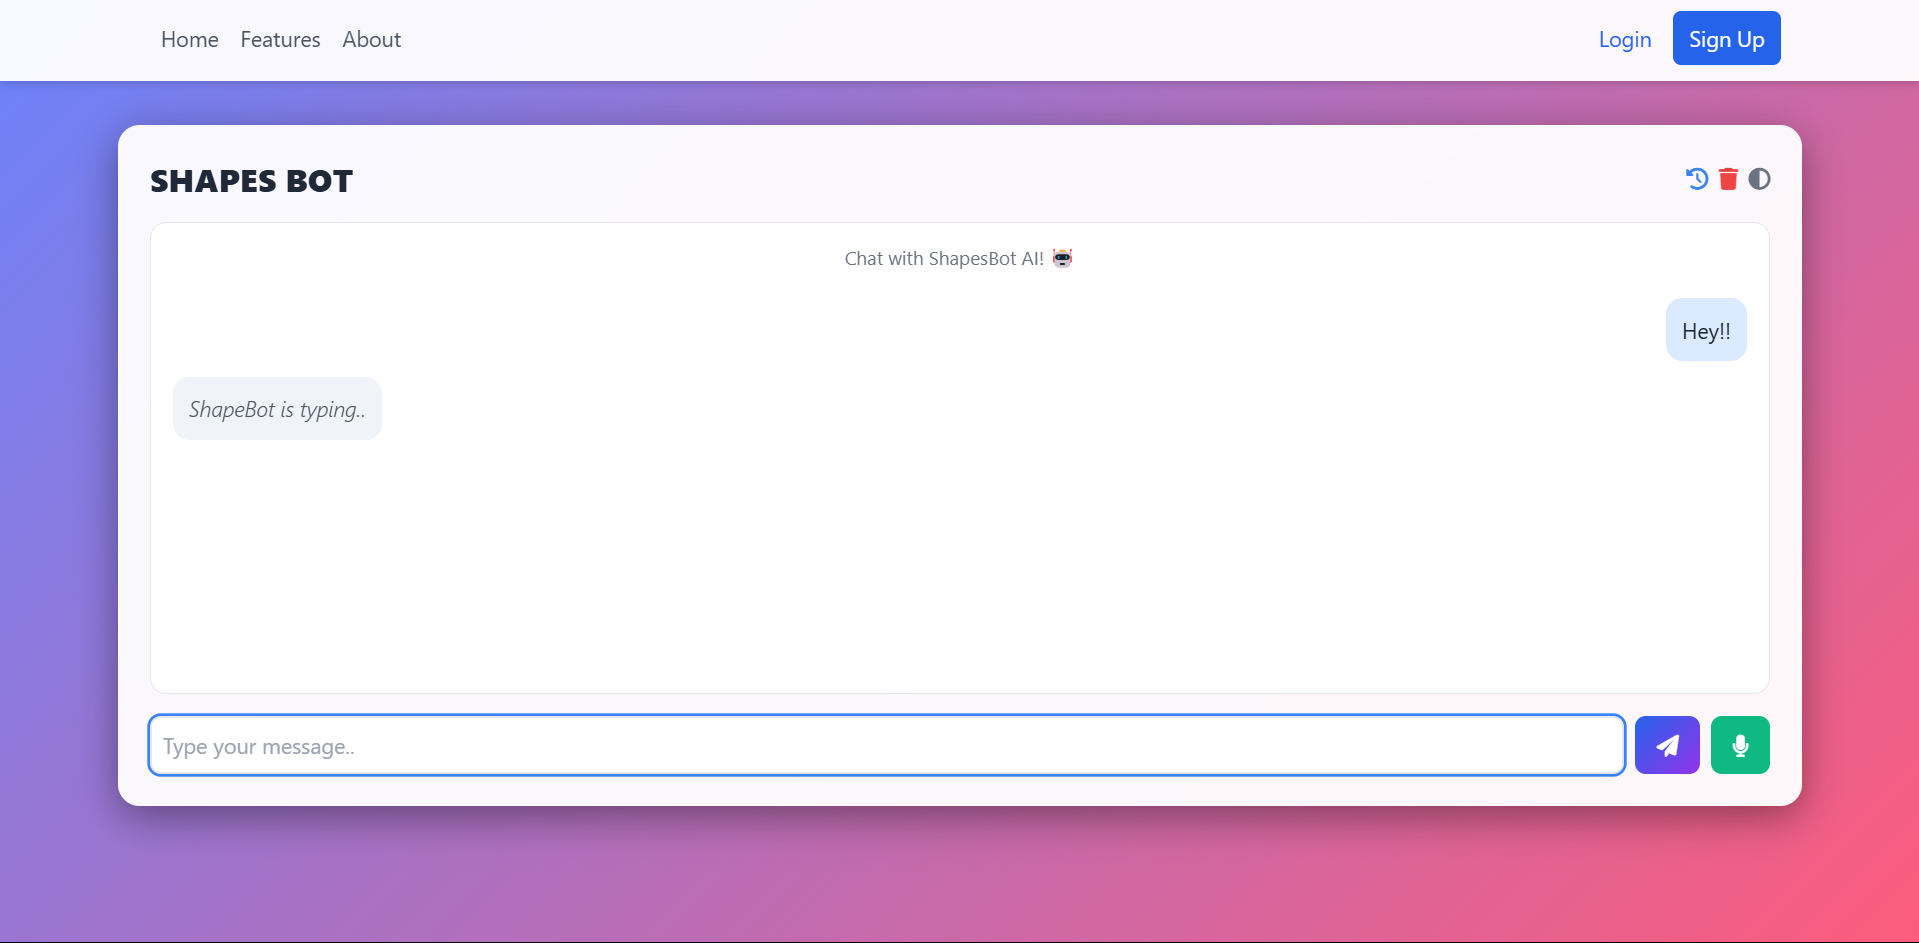 Home Features About Login Sign Up
SHAPES BOT
Chat with ShapesBot AI! 🤖
Hey!!
ShapeBot is typing..
Type your message..